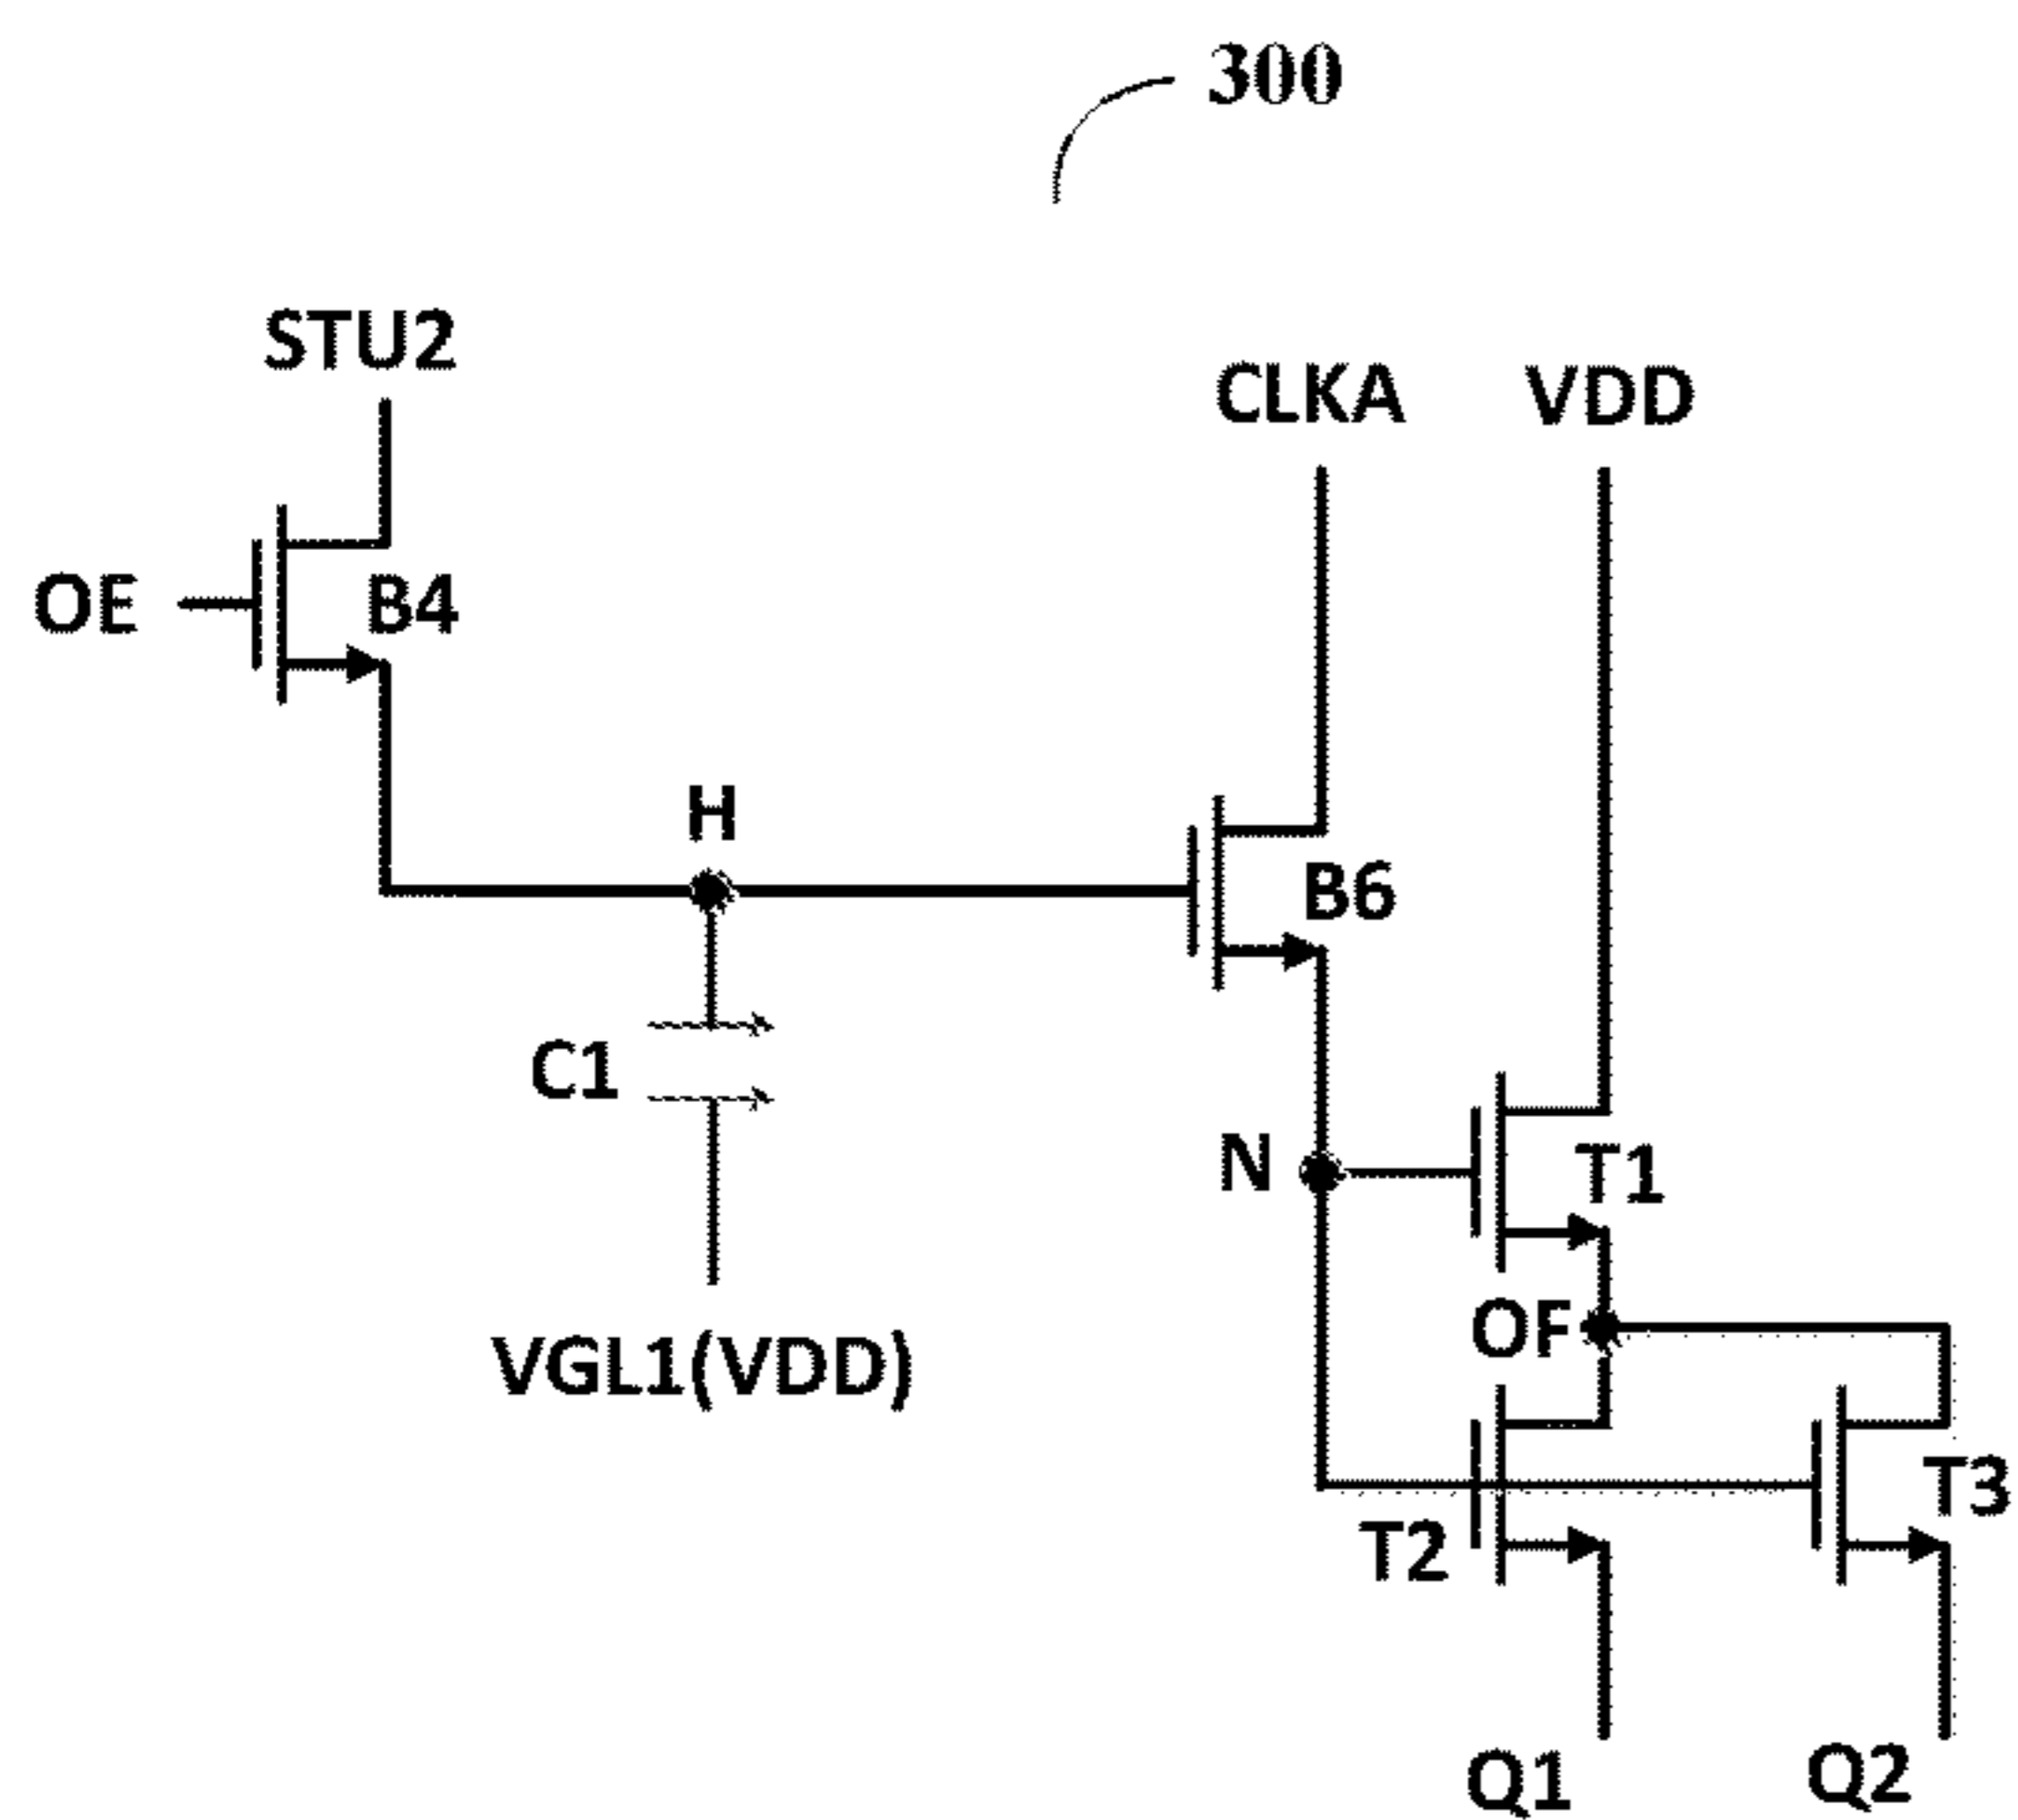 300
STU2
CLKA VDD
OE B4
H
B6
C1
N T1
OF
VGL1(VDD)
T3
T2
Q1 Q2